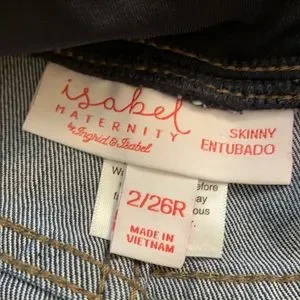 isabel
MATERNITY
by Ingrid & Isabel
SKINNY
ENTUBADO
2/26R
MADE IN
VIETNAM